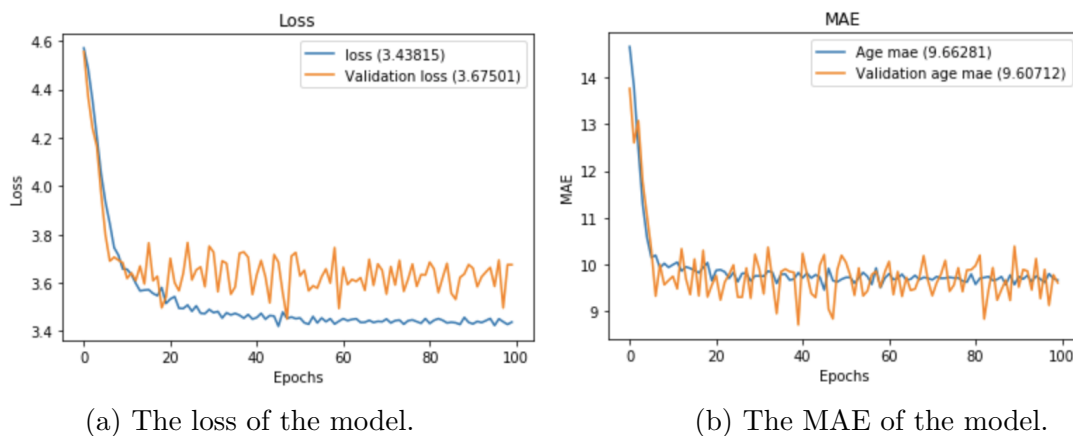 Loss
loss (3.43815)
Validation loss (3.67501)
4.6
4.4
4.2
4.0
3.8
3.6
3.4
Loss
0 20 40 60 80 100
Epochs
(a) The loss of the model.
MAE
Age mae (9.66281)
Validation age mae (9.60712)
14
13
12
11
10
9
MAE
0 20 40 60 80 100
Epochs
(b) The MAE of the model.